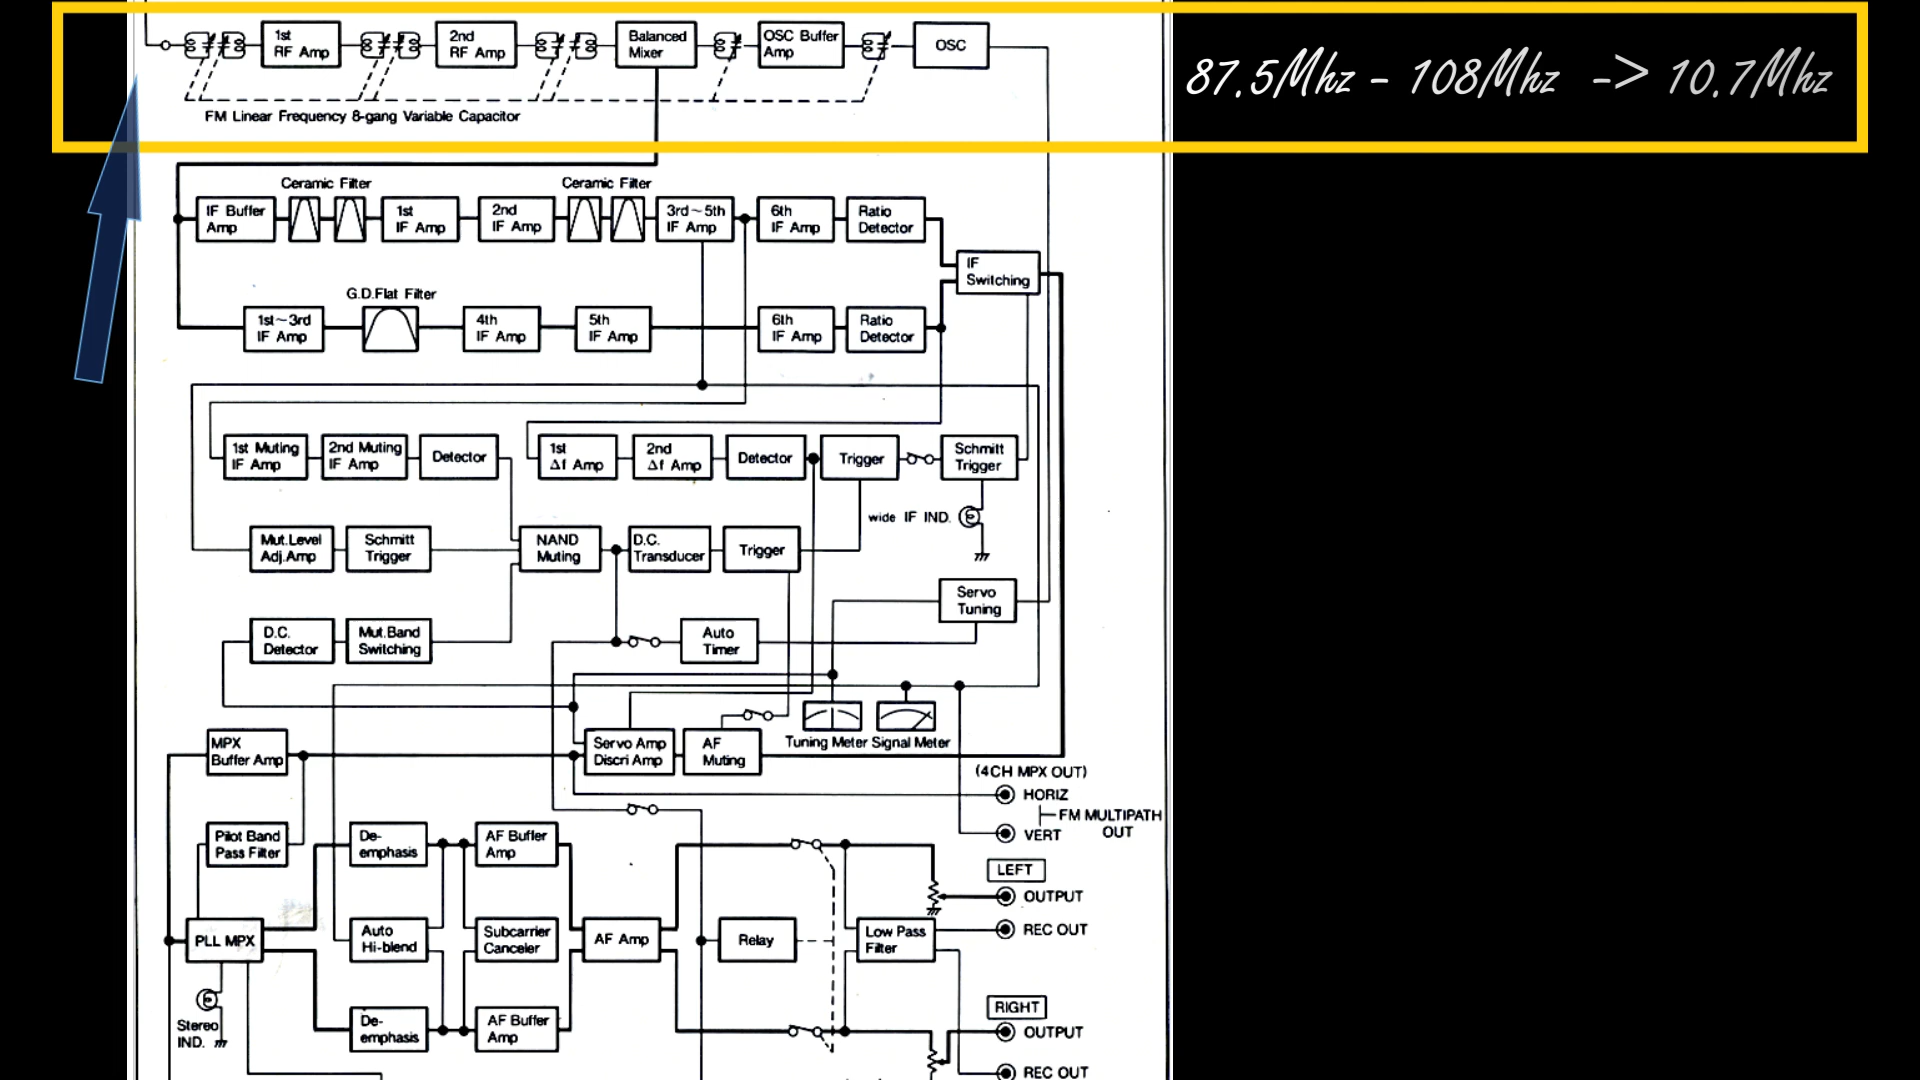 1st
RF Amp
2nd
RF Amp
Balanced
Mixer
OSC Buffer
Amp
OSC
87.5Mhz - 108Mhz -> 10.7Mhz
FM Linear Frequency 8-gang Variable Capacitor
Ceramic Filter
Ceramic Filter
IF Buffer
Amp
1st
IF Amp
2nd
IF Amp
3rd~5th
IF Amp
6th
IF Amp
Ratio
Detector
IF
Switching
G.D.Flat Filter
1st~3rd
IF Amp
4th
IF Amp
5th
IF Amp
6th
IF Amp
Ratio
Detector
1st Muting
IF Amp
2nd Muting
IF Amp
Detector
1st
Δf Amp
2nd
Δf Amp
Detector
Trigger
Schmitt
Trigger
wide IF IND.
Mut.Level
Adj.Amp
Schmitt
Trigger
NAND
Muting
D.C.
Transducer
Trigger
Servo
Tuning
D.C.
Detector
Mut.Band
Switching
Auto
Timer
MPX
Buffer Amp
Servo Amp
Discri Amp
AF
Muting
Tuning Meter
Signal Meter
(4CH MPX OUT)
HORIZ
FM MULTIPATH
OUT
VERT
Pilot Band
Pass Filter
De-
emphasis
AF Buffer
Amp
LEFT
OUTPUT
REC OUT
PLL MPX
Auto
Hi-blend
Subcarrier
Canceler
AF Amp
Relay
Low Pass
Filter
Stereo
IND.
De-
emphasis
AF Buffer
Amp
RIGHT
OUTPUT
REC OUT